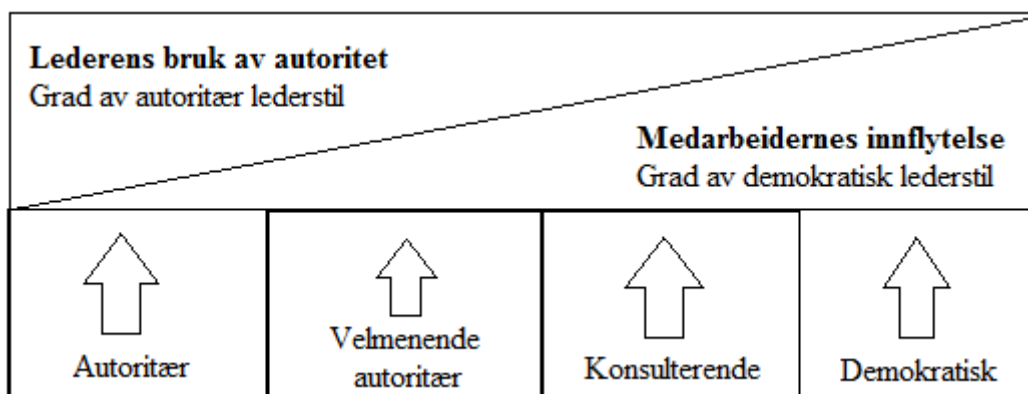 Lederens bruk av autoritet
Grad av autoritær lederstil
Medarbeidernes innflytelse
Grad av demokratisk lederstil
Autoritær
Velmenende
autoritær
Konsulterende
Demokratisk